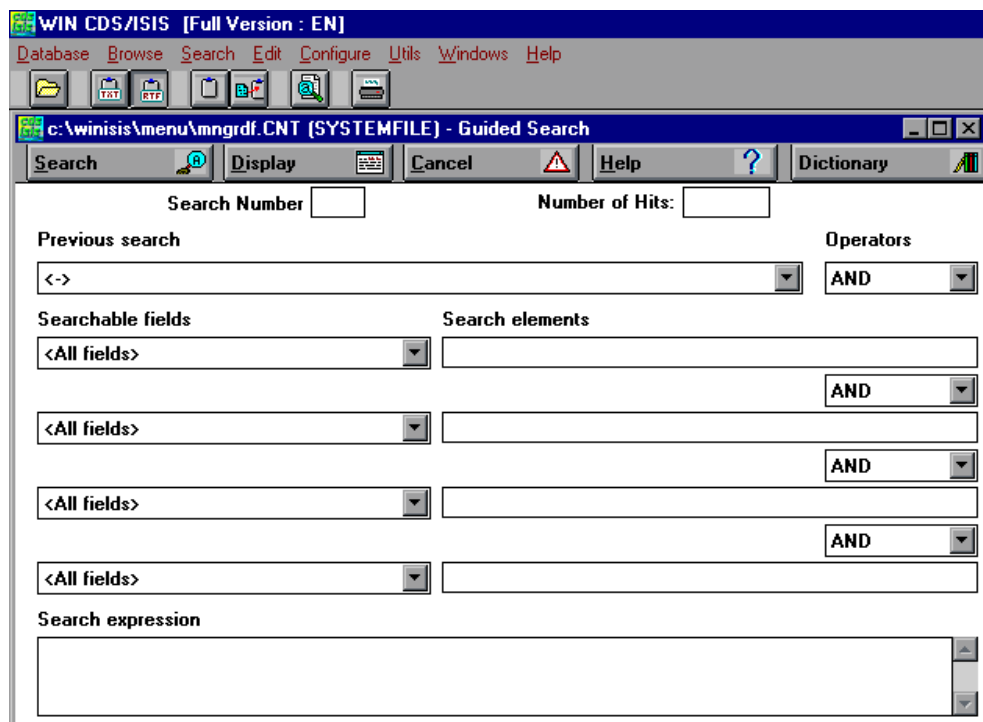 WIN CDS/ISIS [Full Version : EN]
Database Browse Search Edit Configure Utils Windows Help
TXT RTF
c:\winisis\menu\mngrdf.CNT (SYSTEMFILE) - Guided Search
Search Display Cancel Help Dictionary
Search Number Number of Hits:
Previous search Operators
<-> AND
Searchable fields Search elements
<All fields>
AND
<All fields>
AND
<All fields>
AND
<All fields>
Search expression